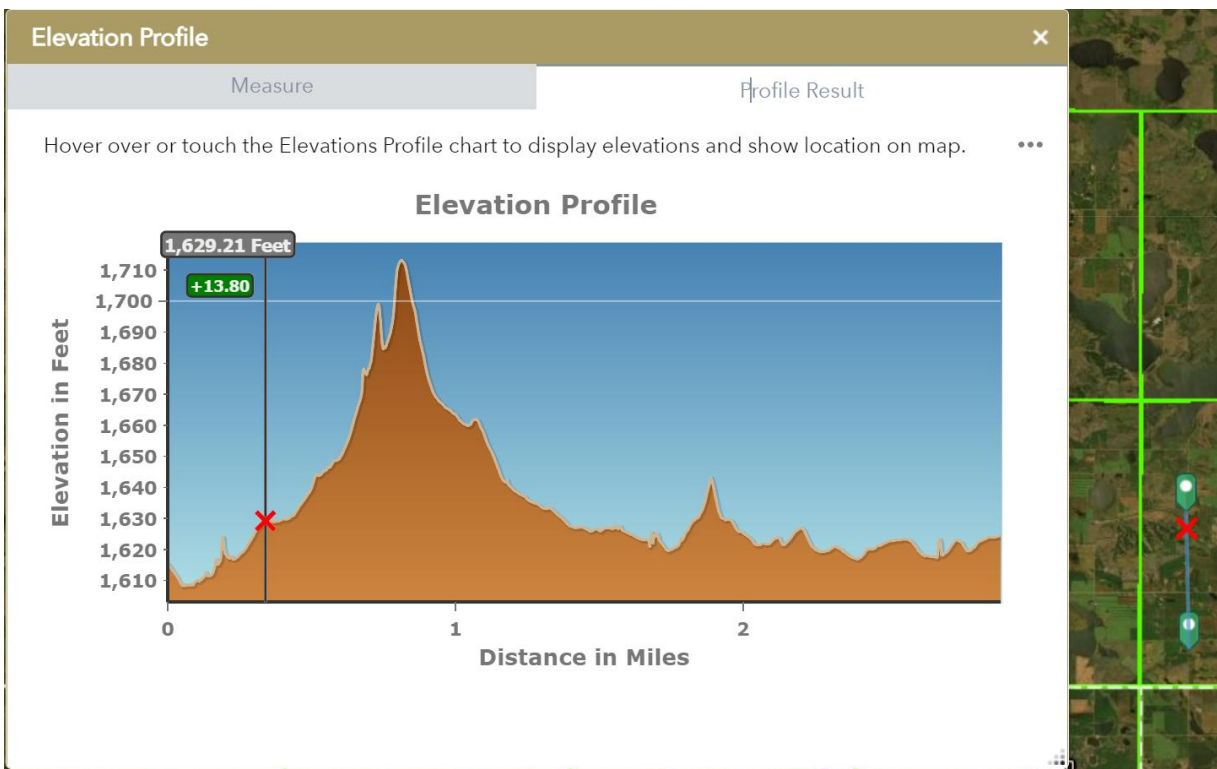 Elevation Profile ×
Measure
Profile Result
Hover over or touch the Elevations Profile chart to display elevations and show location on map.
Elevation Profile
1,629.21 Feet
+13.80
1,710
1,700
1,690
1,680
1,670
1,660
1,650
1,640
1,630
1,620
1,610
Elevation in Feet
0 1 2
Distance in Miles